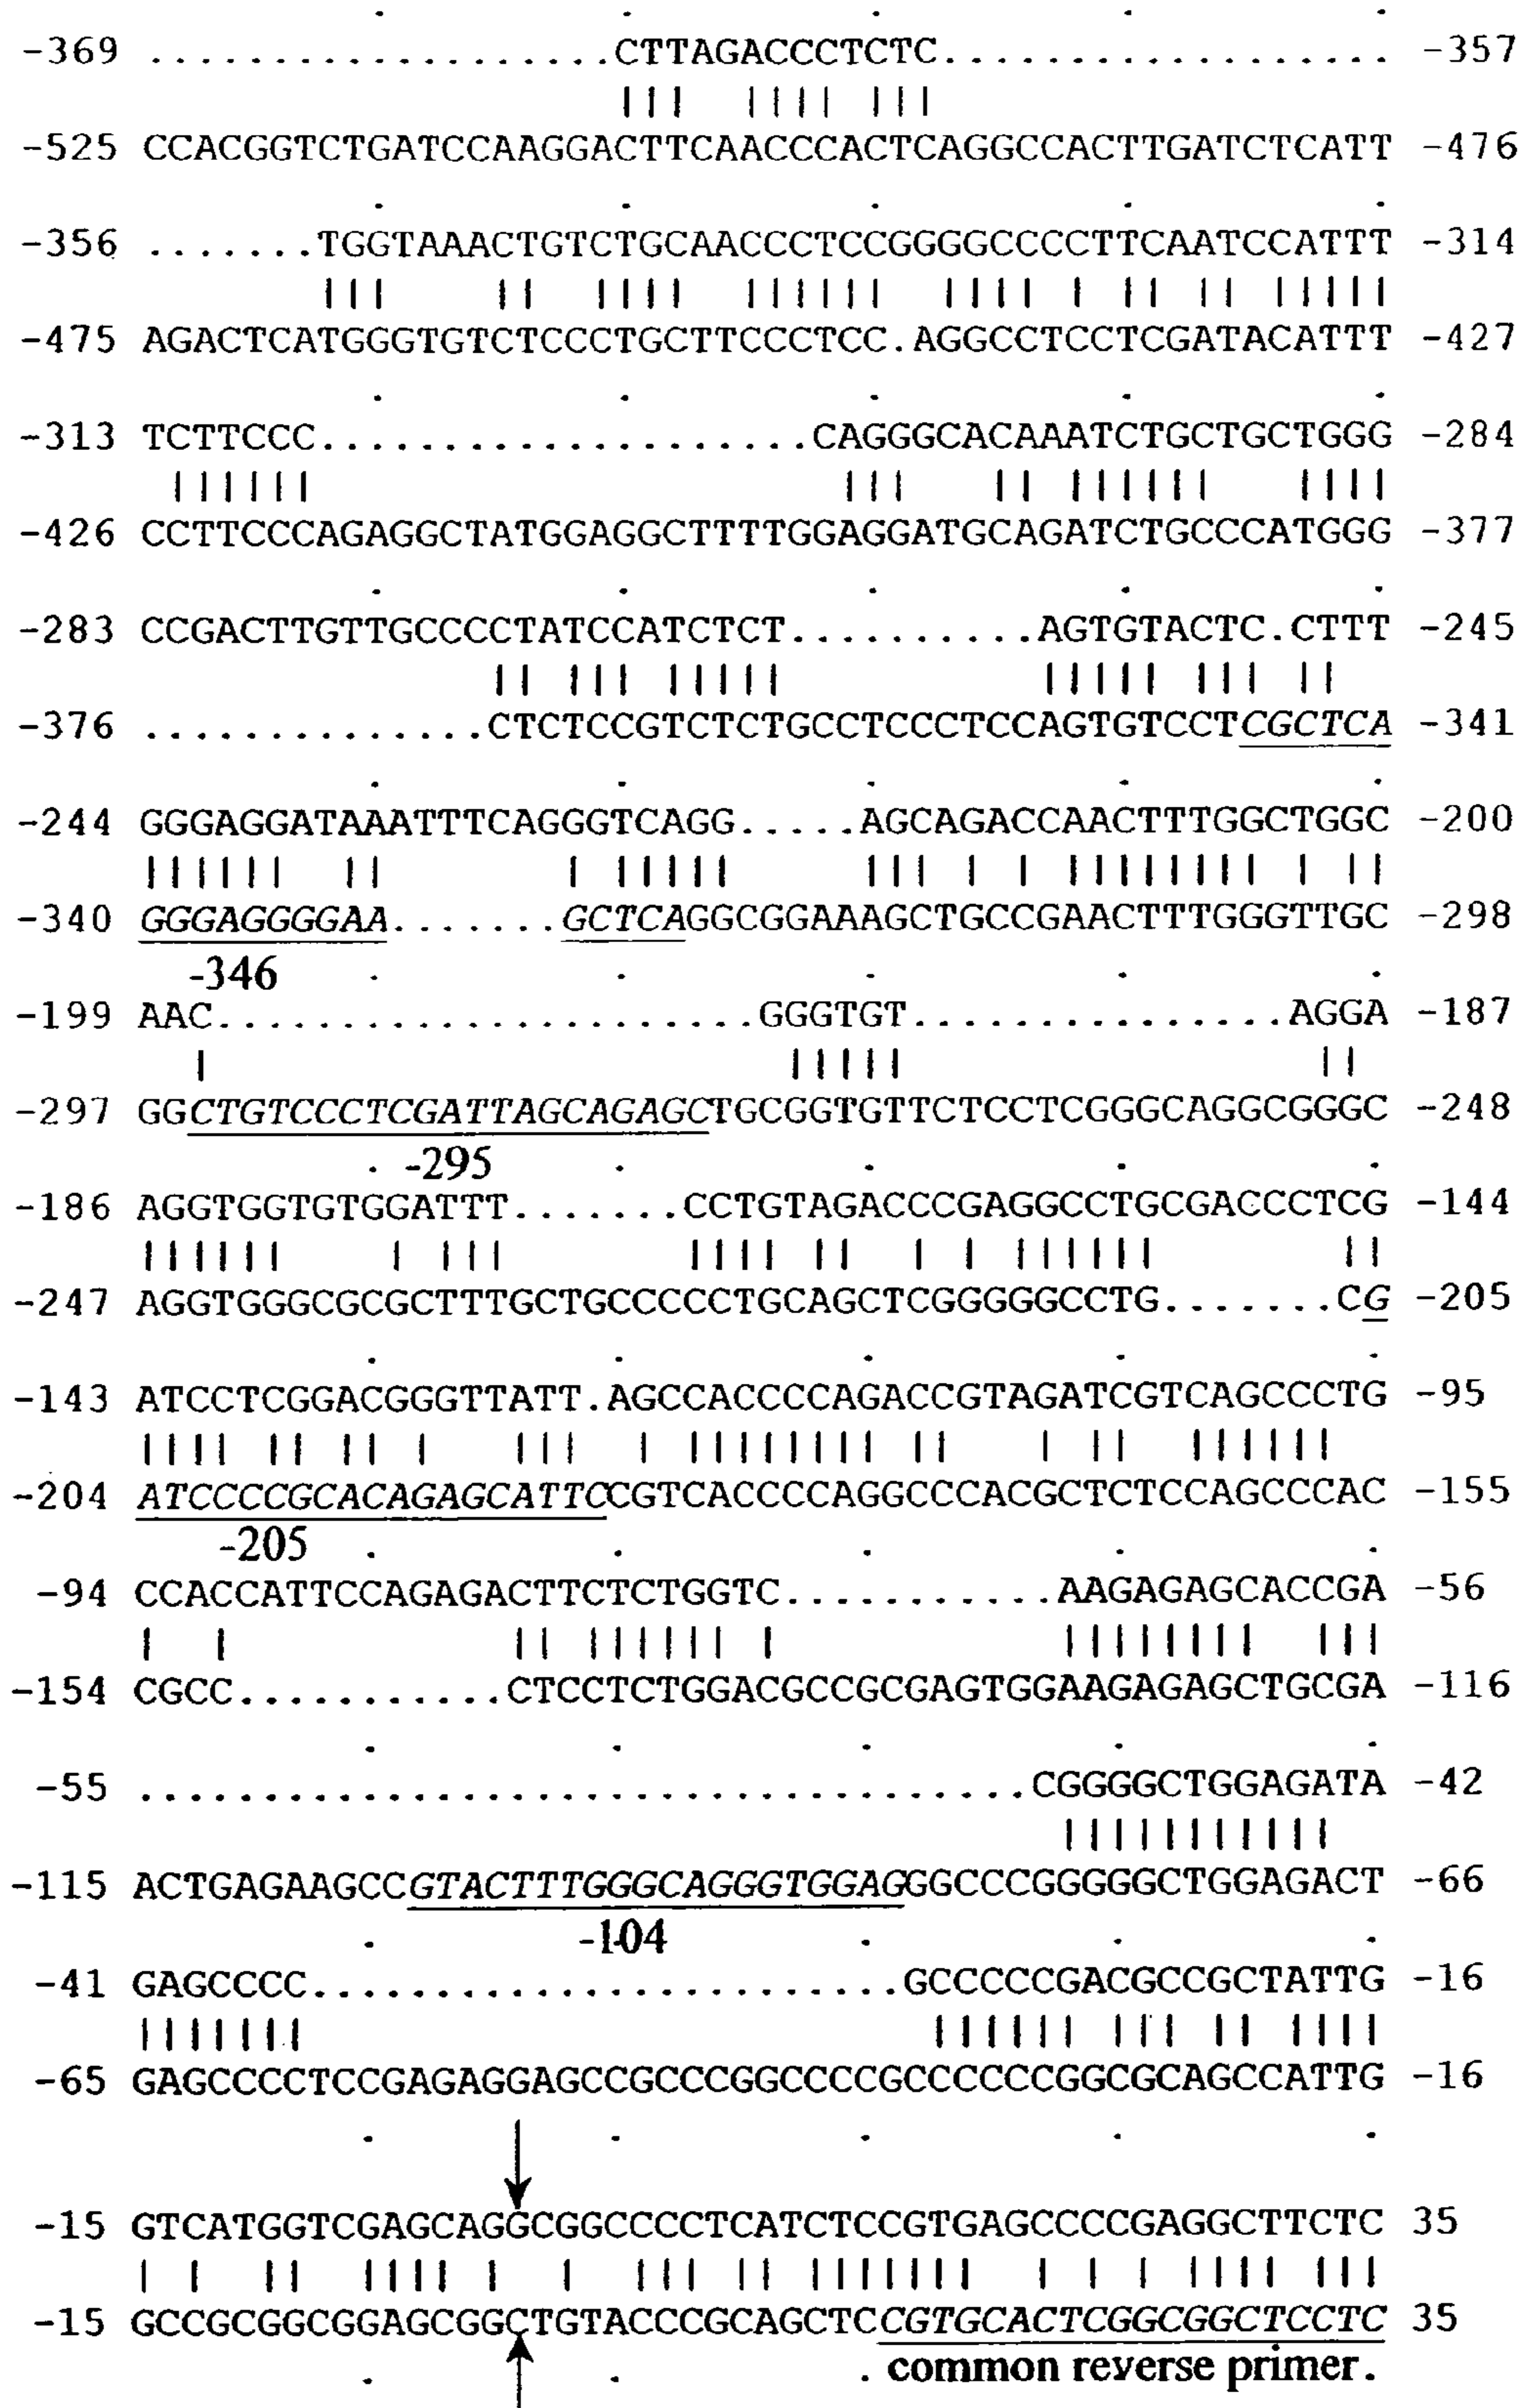 -369 ...................CTTAGACCCTCTC.................. -357
-525 CCACGGTCTGATCCAAGGACTTCAACCCACTCAGGCCACTTGATCTCATT -476
-356 .......TGGTAAACTGTCTGCAACCCTCCGGGGCCCCTTCAATCCATTT -314
-475 AGACTCATGGGTGTCTCCCTGCTTCCCTCC.AGGCCTCCTCGATACATTT -427
-313 TCTTCCC....................CAGGGCACAAATCTGCTGCTGGG -284
-426 CCTTCCCAGAGGCTATGGAGGCTTTTGGAGGATGCAGATCTGCCCATGGG -377
-283 CCGACTTGTTGCCCCTATCCATCTCT..........AGTGTACTC.CTTT -245
-376 ..............CTCTCCGTCTCTGCCTCCCTCCAGTGTCCTCGCTCA -341
-244 GGGAGGATAAATTTCAGGGTCAGG.....AGCAGACCAACTTTGGCTGGC -200
-340 GGGAGGGGAA.......GCTCAGGCGGAAAGCTGCCGAACTTTGGGTTGC -298
-346
-199 AAC......................GGGTGT...............AGGA -187
-297 GGCTGTCCCTCGATTAGCAGAGCTGCGGTGTTCTCCTCGGGCAGGCGGGC -248
-295
-186 AGGTGGTGTGGATTT.......CCTGTAGACCCGAGGCCTGCGACCCTCG -144
-247 AGGTGGGCGCGCTTTGCTGCCCCCTGCAGCTCGGGGGCCTG.......CG -205
-143 ATCCTCGGACGGGTTATT.AGCCACCCCAGACCGTAGATCGTCAGCCCTG -95
-204 ATCCCCGCACAGAGCATTCCGTCACCCCAGGCCCACGCTCTCCAGCCCAC -155
-205
-94 CCACCATTCCAGAGACTTCTCTGGTC...........AAGAGAGCACCGA -56
-154 CGCC...........CTCCTCTGGACGCCGCGAGTGGAAGAGAGCTGCGA -116
-55 ....................................CGGGGCTGGAGATA -42
-115 ACTGAGAAGCCGTACTTTGGGCAGGGTGGAGGGCCCGGGGGCTGGAGACT -66
-104
-41 GAGCCCC........................GCCCCCGACGCCGCTATTG -16
-65 GAGCCCCTCCGAGAGGAGCCGCCCGGCCCCGCCCCCCGGCGCAGCCATTG -16
-15 GTCATGGTCGAGCAGGCGGCCCCTCATCTCCGTGAGCCCCGAGGCTTCTC 35
-15 GCCGCGGCGGAGCGGCTGTACCCGCAGCTCCGTGCACTCGGCGGCTCCTC 35
common reverse primer.